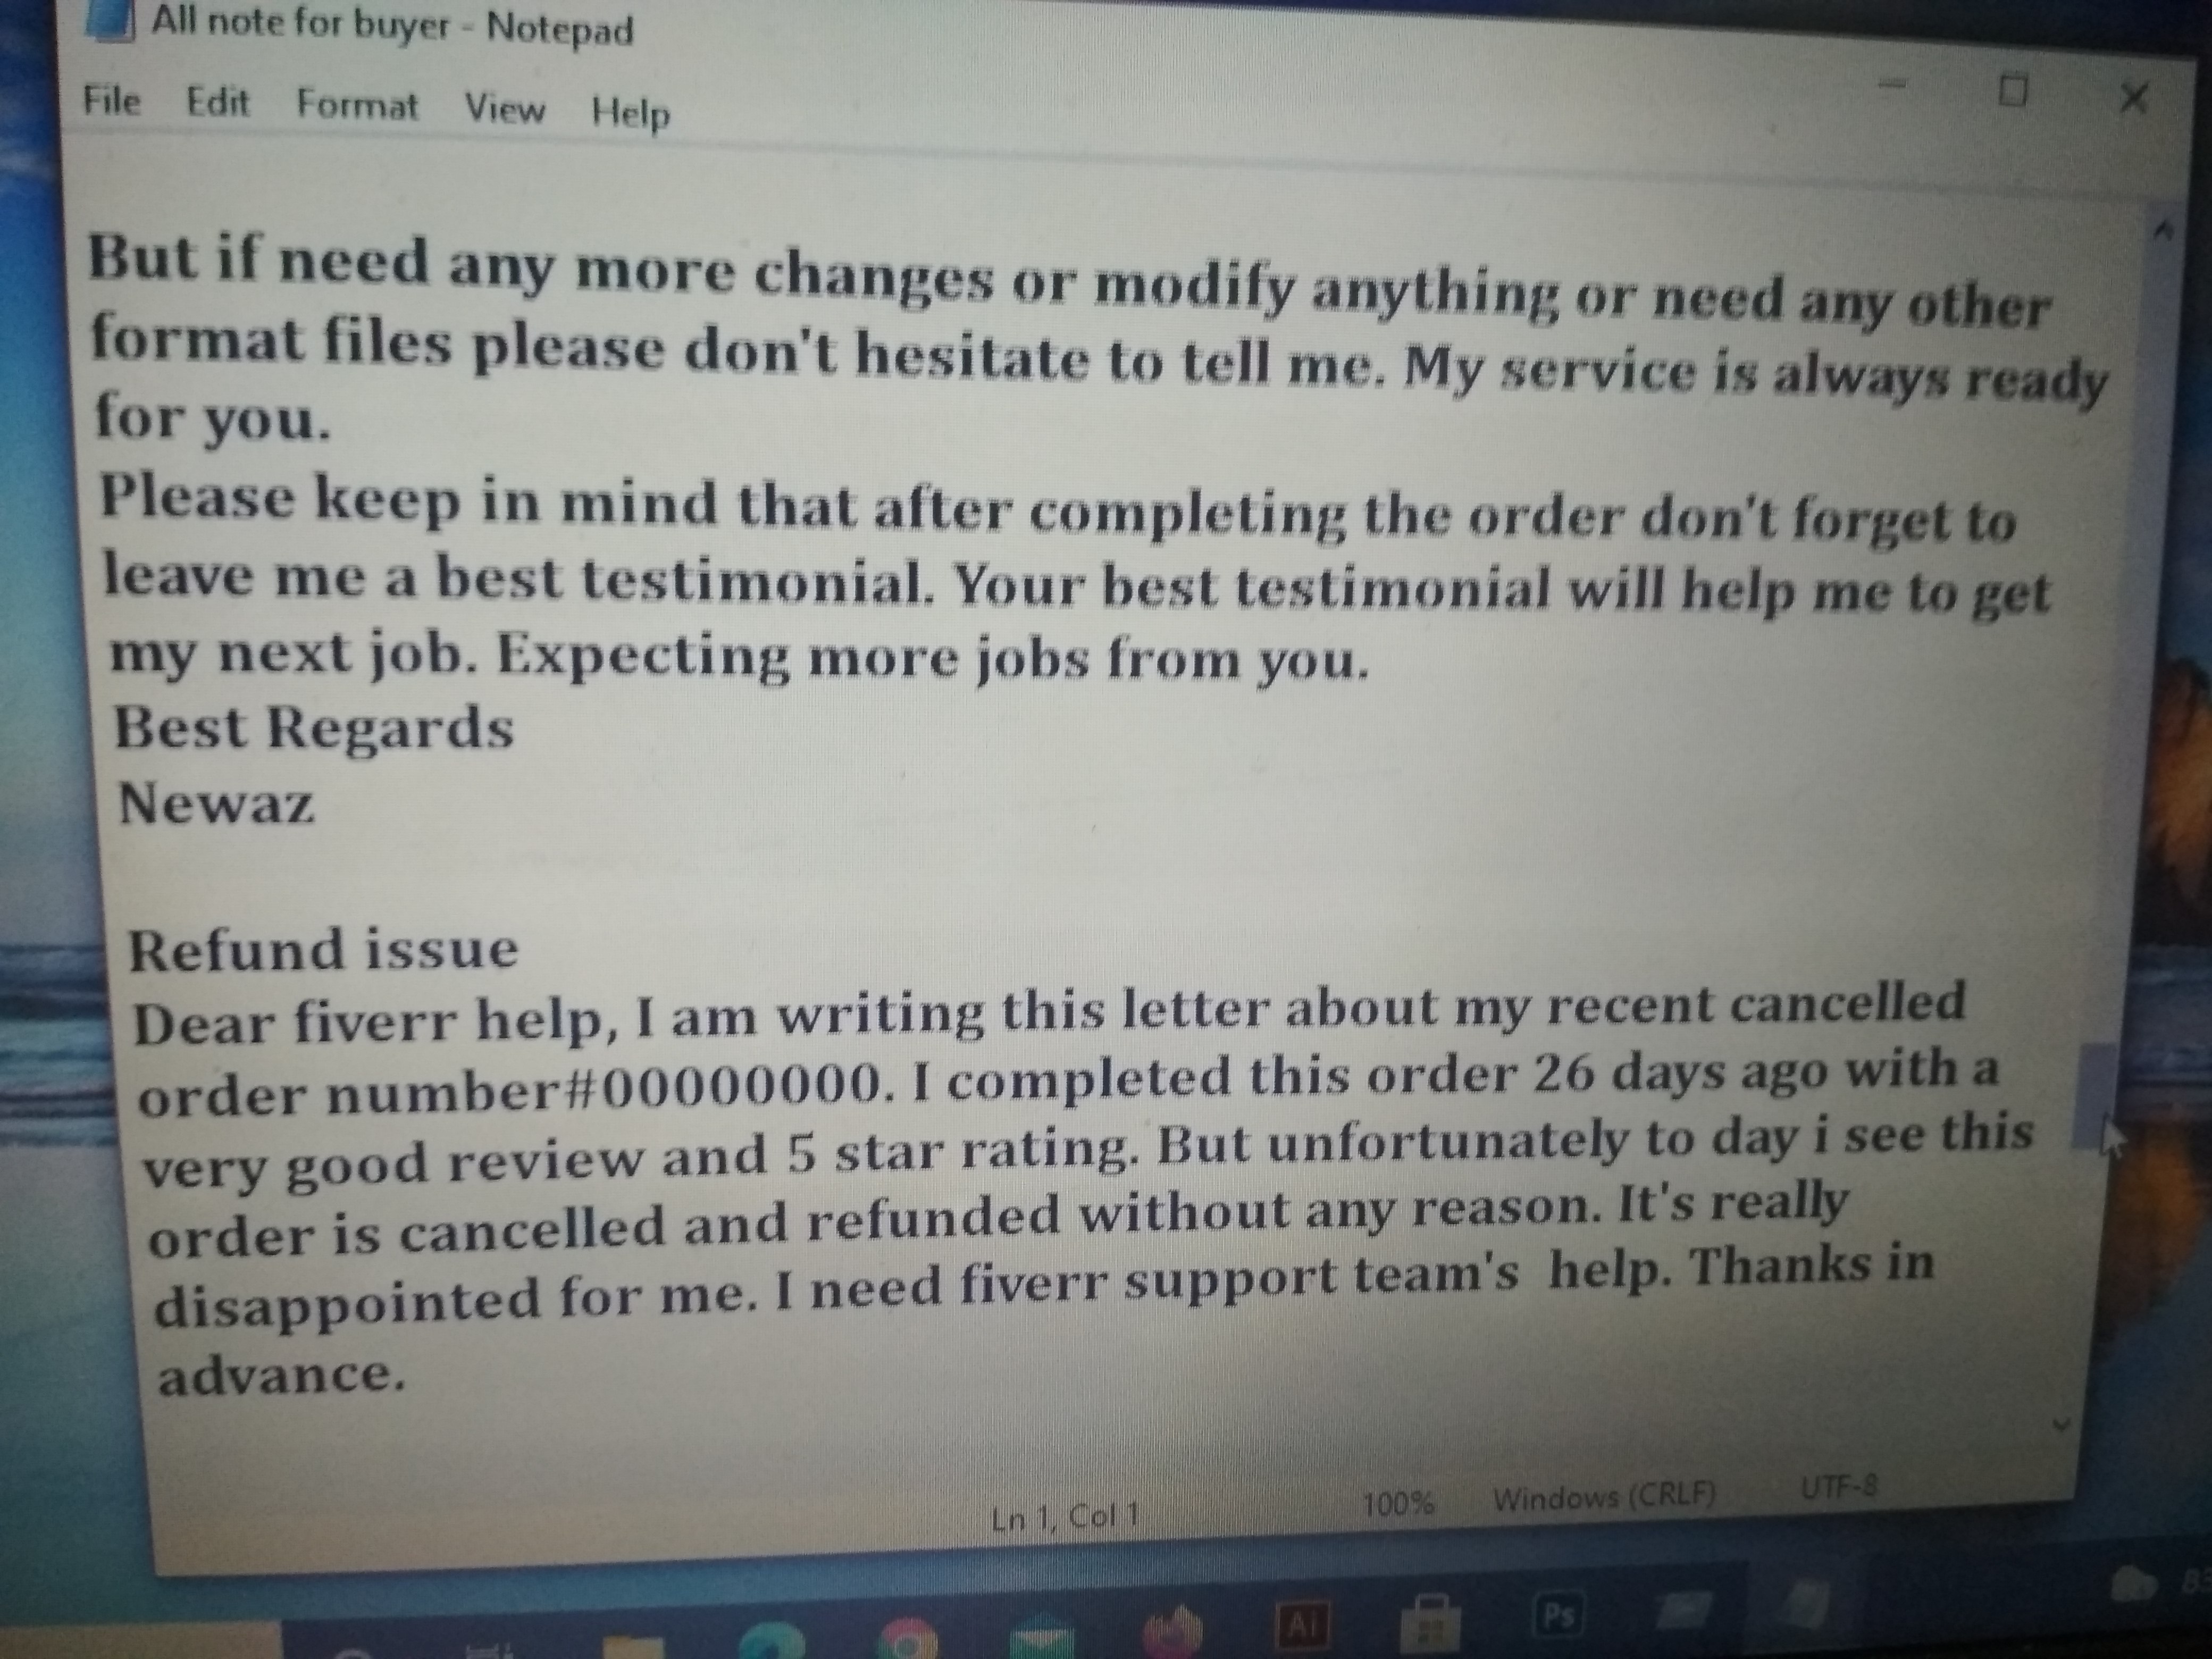 All note for buyer - Notepad
File Edit Format View Help
But if need any more changes or modify anything or need any other
format files please don't hesitate to tell me. My service is always ready
for you.
Please keep in mind that after completing the order don't forget to
leave me a best testimonial. Your best testimonial will help me to get
my next job. Expecting more jobs from you.
Best Regards
Newaz
Refund issue
Dear fiverr help, I am writing this letter about my recent cancelled
order number#00000000. I completed this order 26 days ago with a
very good review and 5 star rating. But unfortunately to day i see this
order is cancelled and refunded without any reason. It's really
disappointed for me. I need fiverr support team's  help. Thanks in
advance.
Ln 1, Col 1 100% Windows (CRLF) UTF-8
Ai Ps